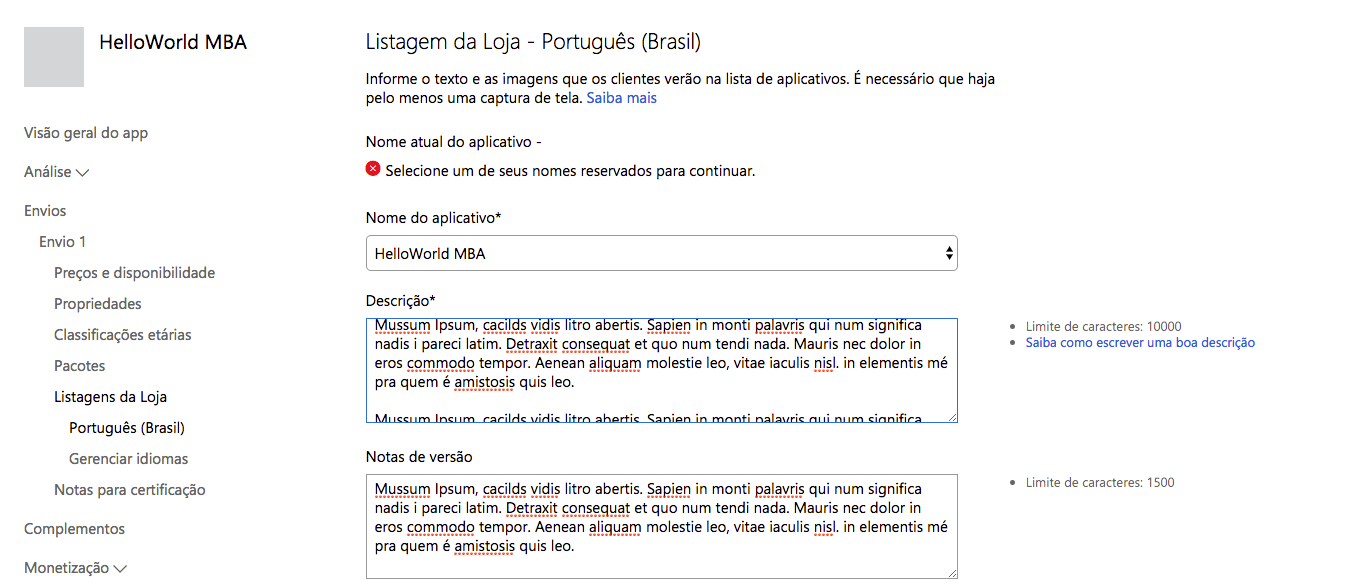 HelloWorld MBA
Visão geral do app
Análise
Envios
Envio 1
Preços e disponibilidade
Propriedades
Classificações etárias
Pacotes
Listagens da Loja
Português (Brasil)
Gerenciar idiomas
Notas para certificação
Complementos
Monetização
Listagem da Loja - Português (Brasil)
Informe o texto e as imagens que os clientes verão na lista de aplicativos. É necessário que haja
pelo menos uma captura de tela. Saiba mais
Nome atual do aplicativo -
Selecione um de seus nomes reservados para continuar.
Nome do aplicativo*
HelloWorld MBA
Descrição*
Mussum Ipsum, cacilds vidis litro abertis. Sapien in monti palavris qui num significa
nadis i pareci latim. Detraxit consequat et quo num tendi nada. Mauris nec dolor in
eros commodo tempor. Aenean aliquam molestie leo, vitae iaculis nisl. in elementis mé
pra quem é amistosis quis leo.
Mussum Ipsum, cacilds vidis litro abertis. Sapien in monti palavris qui num significa
Limite de caracteres: 10000
Saiba como escrever uma boa descrição
Notas de versão
Mussum Ipsum, cacilds vidis litro abertis. Sapien in monti palavris qui num significa
nadis i pareci latim. Detraxit consequat et quo num tendi nada. Mauris nec dolor in
eros commodo tempor. Aenean aliquam molestie leo, vitae iaculis nisl. in elementis mé
pra quem é amistosis quis leo.
Limite de caracteres: 1500